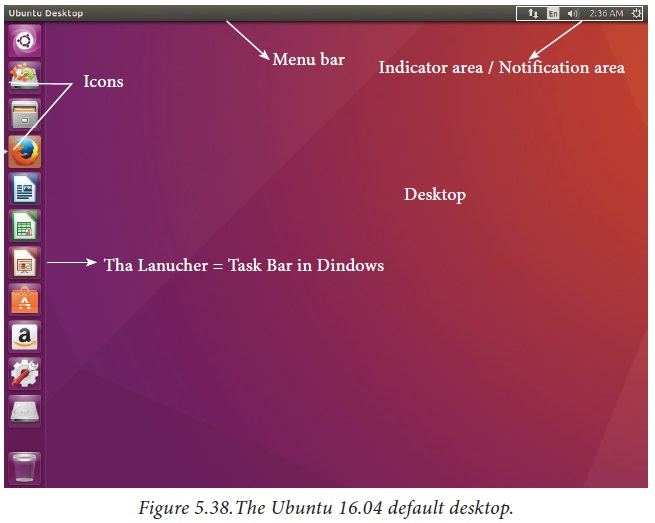 Ubuntu Desktop
En 2:36 AM
Menu bar
Indicator area / Notification area
Icons
Desktop
Tha Lanucher = Task Bar in Dindows
a
Figure 5.38.The Ubuntu 16.04 default desktop.